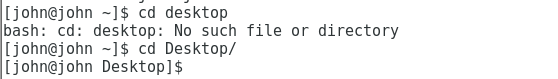 [john@john ~]$ cd desktop
bash: cd: desktop: No such file or directory
[john@john ~]$ cd Desktop/
[john@john Desktop]$